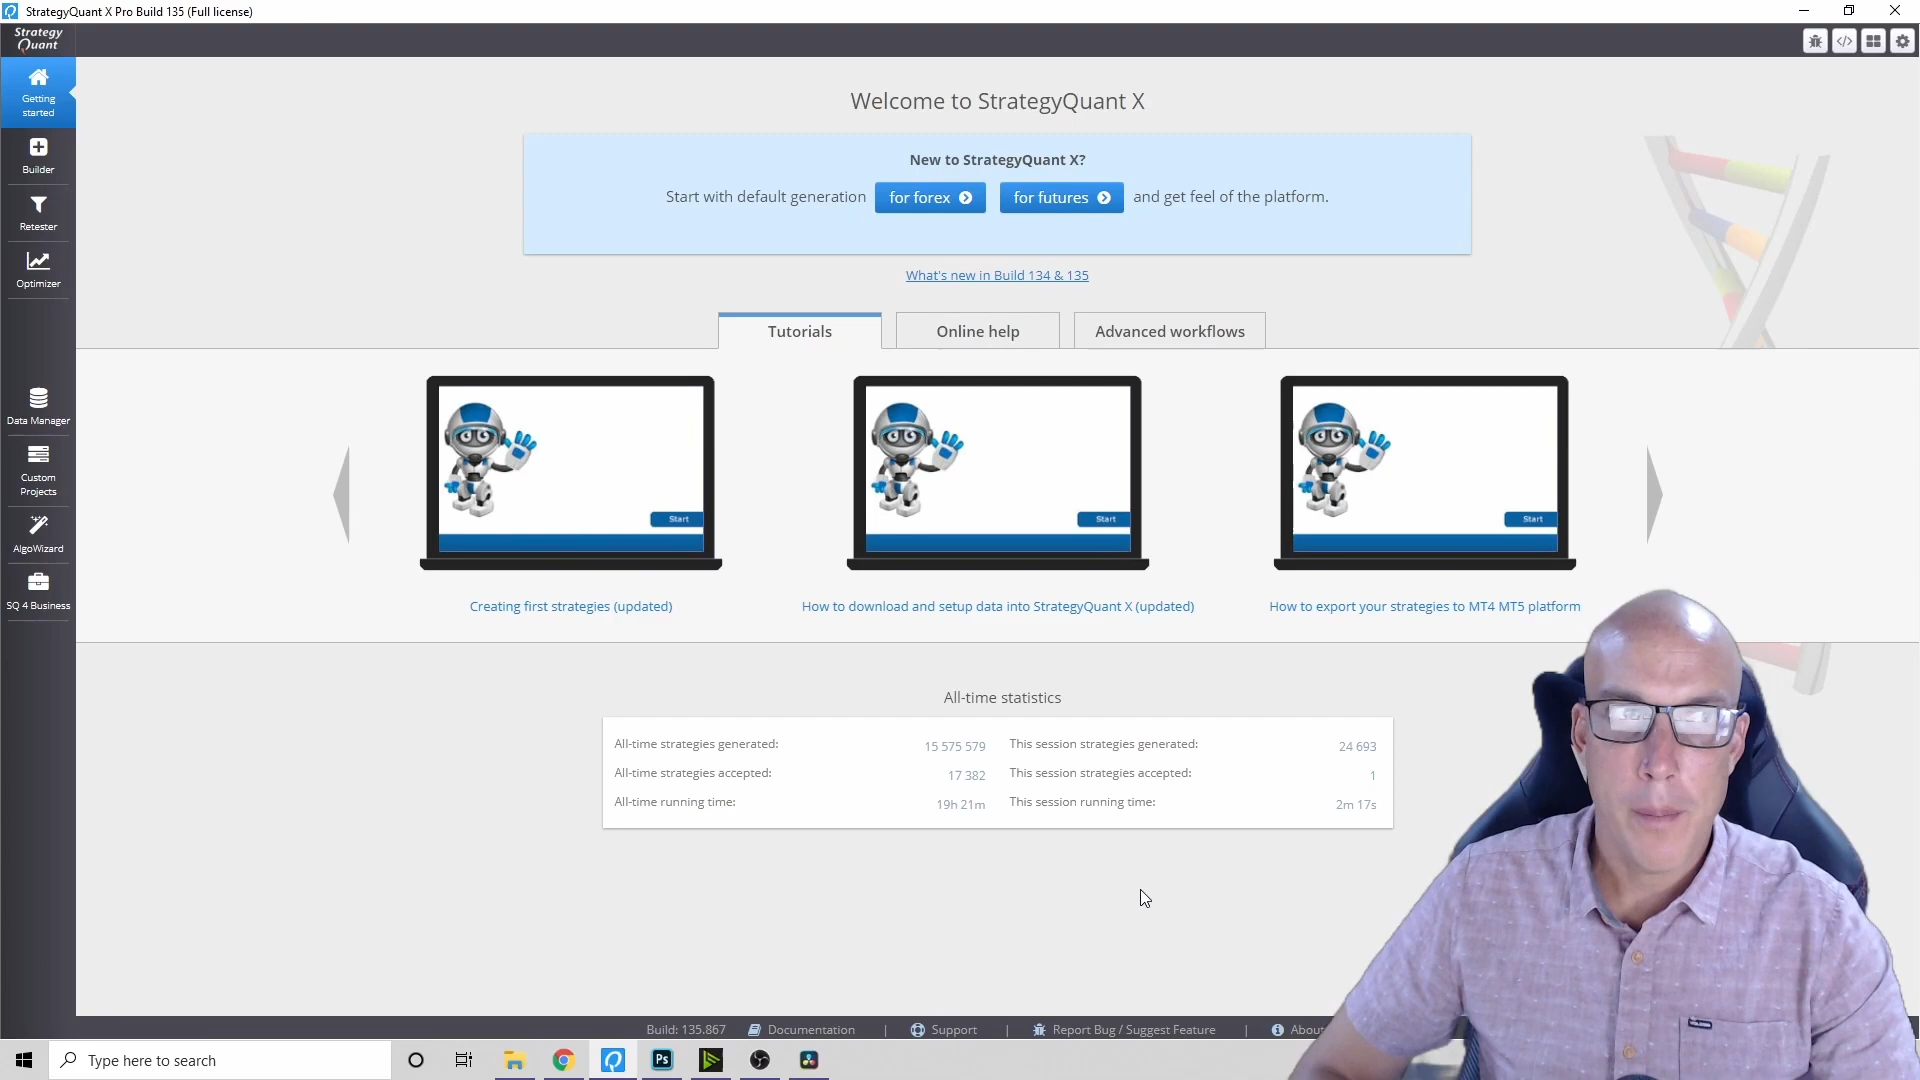 StrategyQuant X Pro Build 135 (Full license)
Strategy
Quant
Getting
started
Builder
Retester
Optimizer
Data Manager
Custom
Projects
AlgoWizard
SQ 4 Business
Welcome to StrategyQuant X
New to StrategyQuant X?
Start with default generation for forex for futures and get feel of the platform.
What's new in Build 134 & 135
Tutorials Online help Advanced workflows
Start Start Start
Creating first strategies (updated) How to download and setup data into StrategyQuant X (updated) How to export your strategies to MT4 MT5 platform
All-time statistics
All-time strategies generated: 15 575 579 This session strategies generated: 24 693
All-time strategies accepted: 17 382 This session strategies accepted: 1
All-time running time: 19h 21m This session running time: 2m 17s
Build: 135.867 Documentation | Support | Report Bug / Suggest Feature | About
Type here to search
Ps